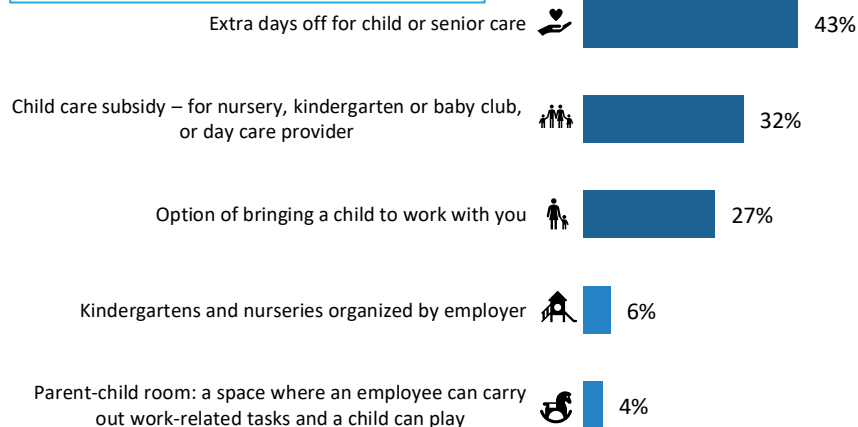 Extra days off for child or senior care
43%
Child care subsidy – for nursery, kindergarten or baby club,
or day care provider
32%
Option of bringing a child to work with you
27%
Kindergartens and nurseries organized by employer
6%
Parent-child room: a space where an employee can carry
out work-related tasks and a child can play
4%